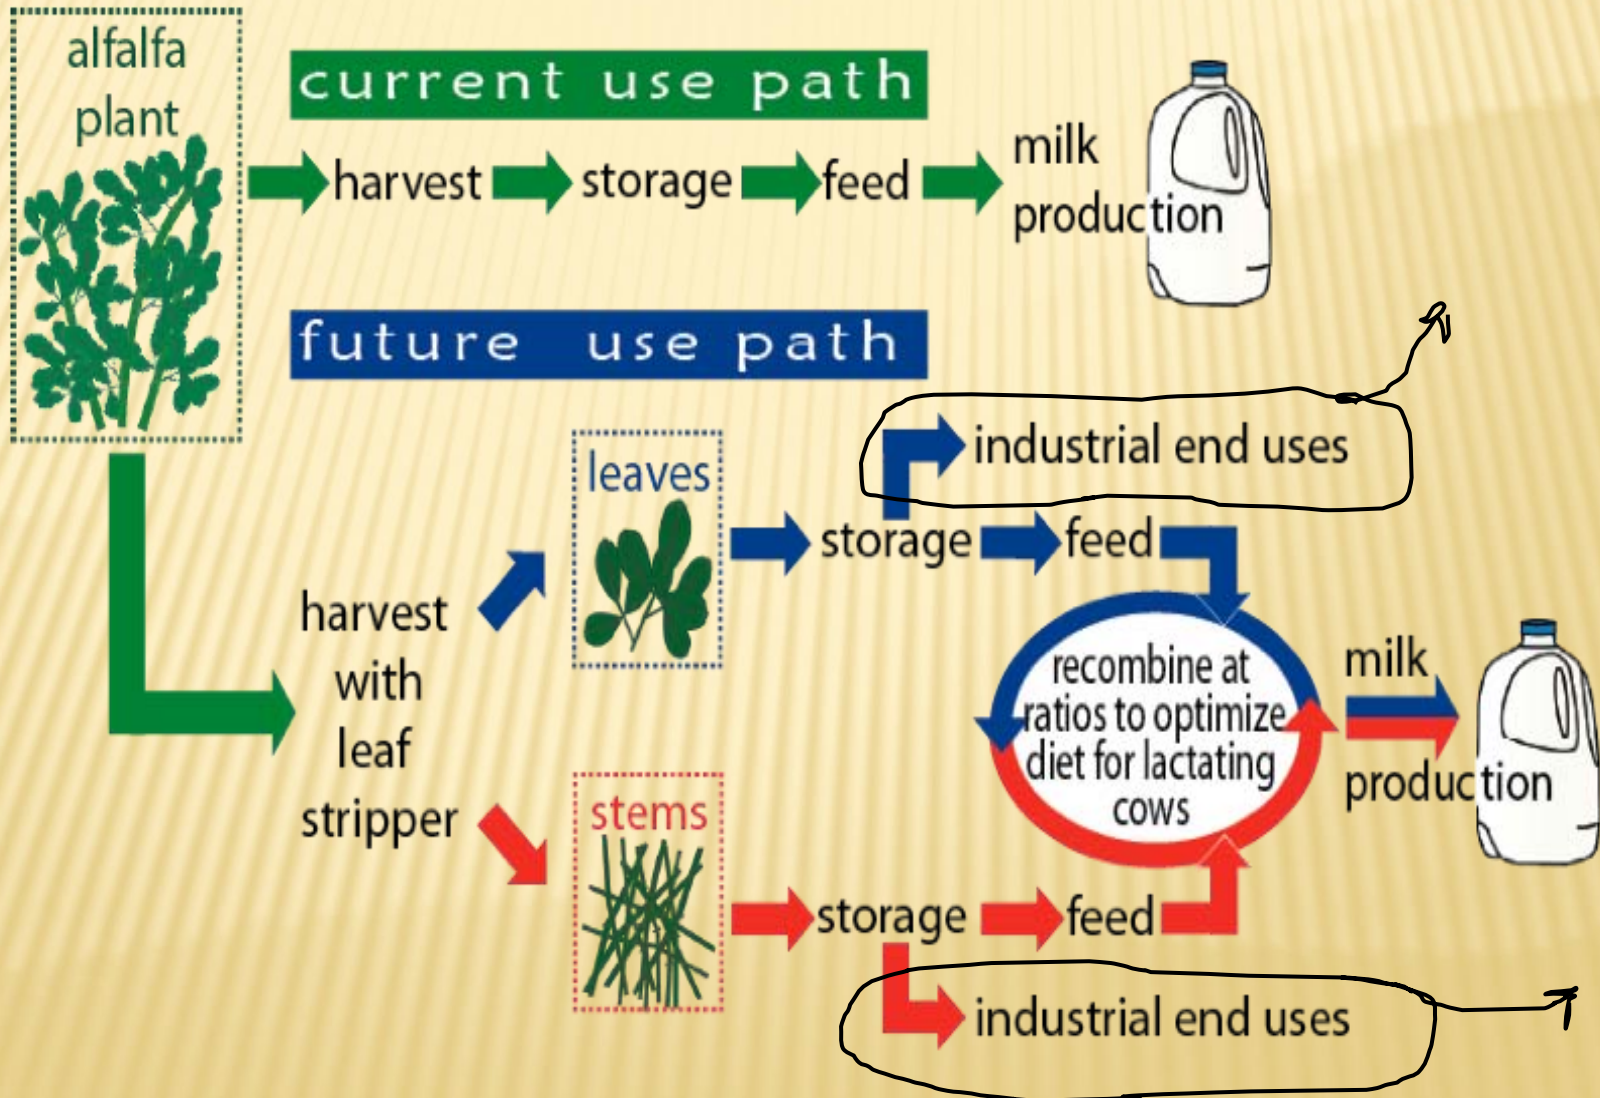 alfalfa
plant
current use path
harvest
storage
feed
milk
production
future use path
harvest
with
leaf
stripper
leaves
storage
industrial end uses
feed
recombine at
ratios to optimize
diet for lactating
cows
milk
production
stems
storage
feed
industrial end uses